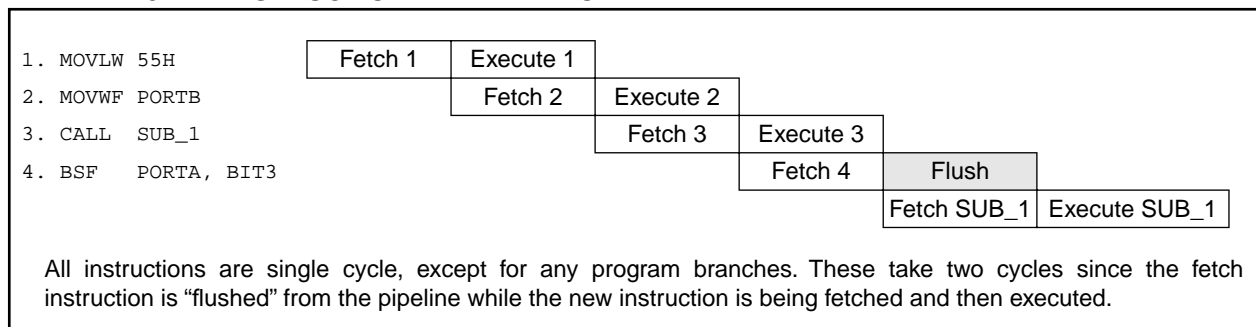 1. MOVLW 55H Fetch 1 Execute 1
2. MOVWF PORTB Fetch 2 Execute 2
3. CALL SUB_1 Fetch 3 Execute 3
4. BSF PORTA, BIT3 Fetch 4 Flush
Fetch SUB_1 Execute SUB_1
All instructions are single cycle, except for any program branches. These take two cycles since the fetch
instruction is “flushed” from the pipeline while the new instruction is being fetched and then executed.